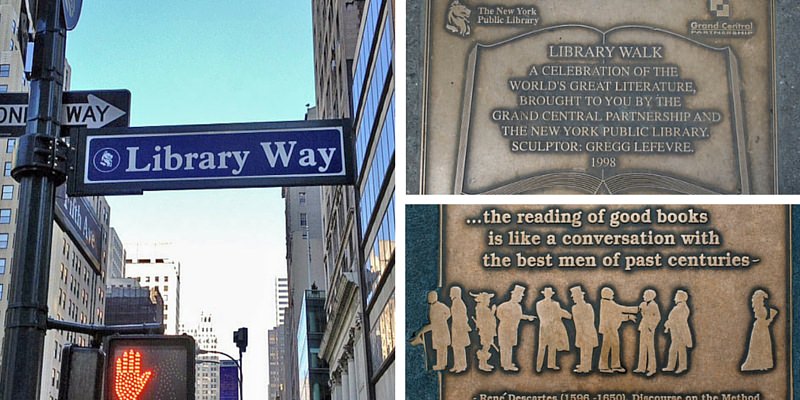 ONE WAY
Library Way
Fifth Ave
The New York
Public Library
Grand Central
PARTNERSHIP
LIBRARY WALK
A CELEBRATION OF THE
WORLD'S GREAT LITERATURE,
BROUGHT TO YOU BY THE
GRAND CENTRAL PARTNERSHIP AND
THE NEW YORK PUBLIC LIBRARY.
SCULPTOR: GREGG LEFEVRE.
1998
...the reading of good books
is like a conversation with
the best men of past centuries-
- René Descartes (1596 -1650), Discourse on the Method